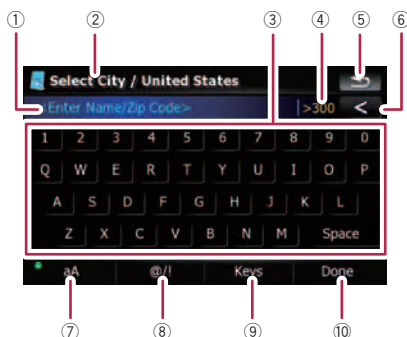 ① ② ③ ④ ⑤ ⑥
Select City / United States
<Enter Name/Zip Code> >300 <
1 2 3 4 5 6 7 8 9 0
Q W E R T Y U I O P
A S D F G H J K L
Z X C V B N M Space
aA @/! Keys Done
⑦ ⑧ ⑨ ⑩